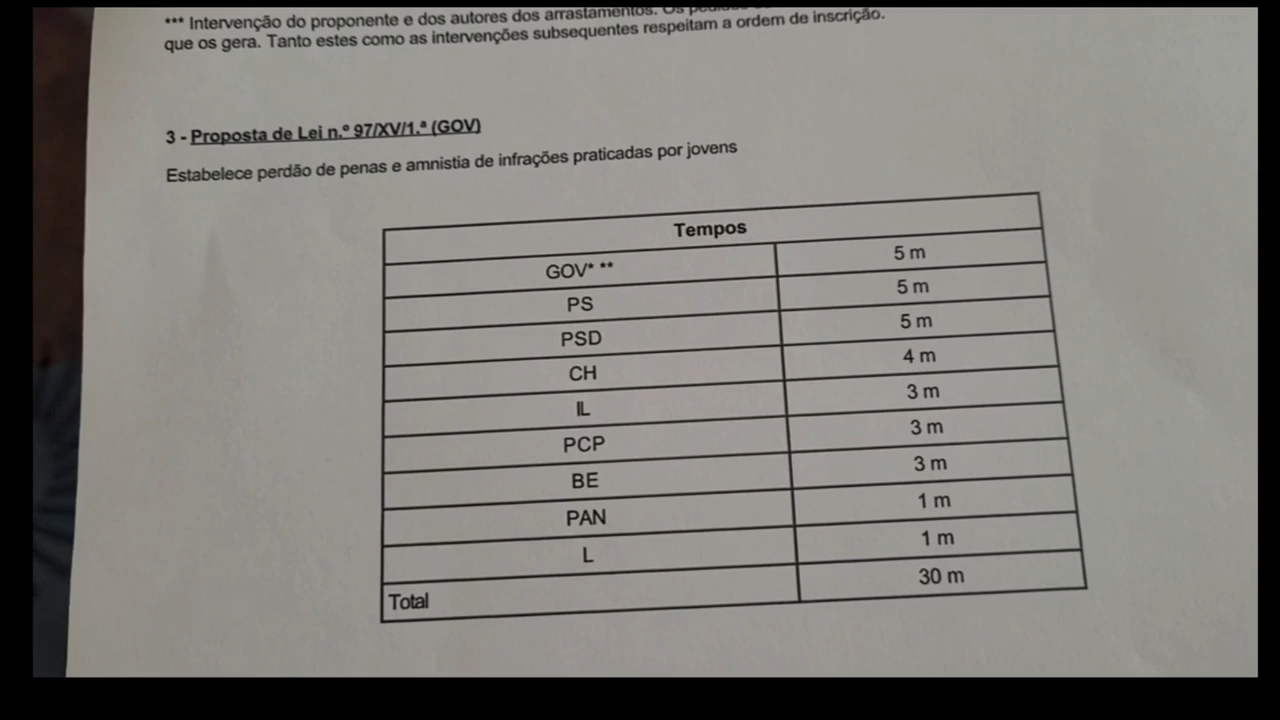 *** Intervenção do proponente e dos autores dos arrastamentos. Os
que os gera. Tanto estes como as intervenções subsequentes respeitam a ordem de inscrição.
3 - Proposta de Lei n.º 97/XV/1.ª (GOV)
Estabelece perdão de penas e amnistia de infrações praticadas por jovens
Tempos
GOV* ** 5 m
PS 5 m
PSD 5 m
CH 4 m
IL 3 m
PCP 3 m
BE 3 m
PAN 1 m
L 1 m
Total 30 m